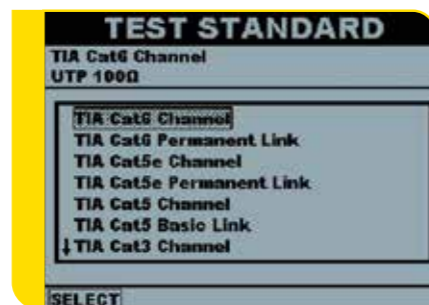 TEST STANDARD
TIA Cat6 Channel
UTP 100Ω
TIA Cat6 Channel
TIA Cat6 Permanent Link
TIA Cat5e Channel
TIA Cat5e Permanent Link
TIA Cat5 Channel
TIA Cat5 Basic Link
↓TIA Cat3 Channel
SELECT